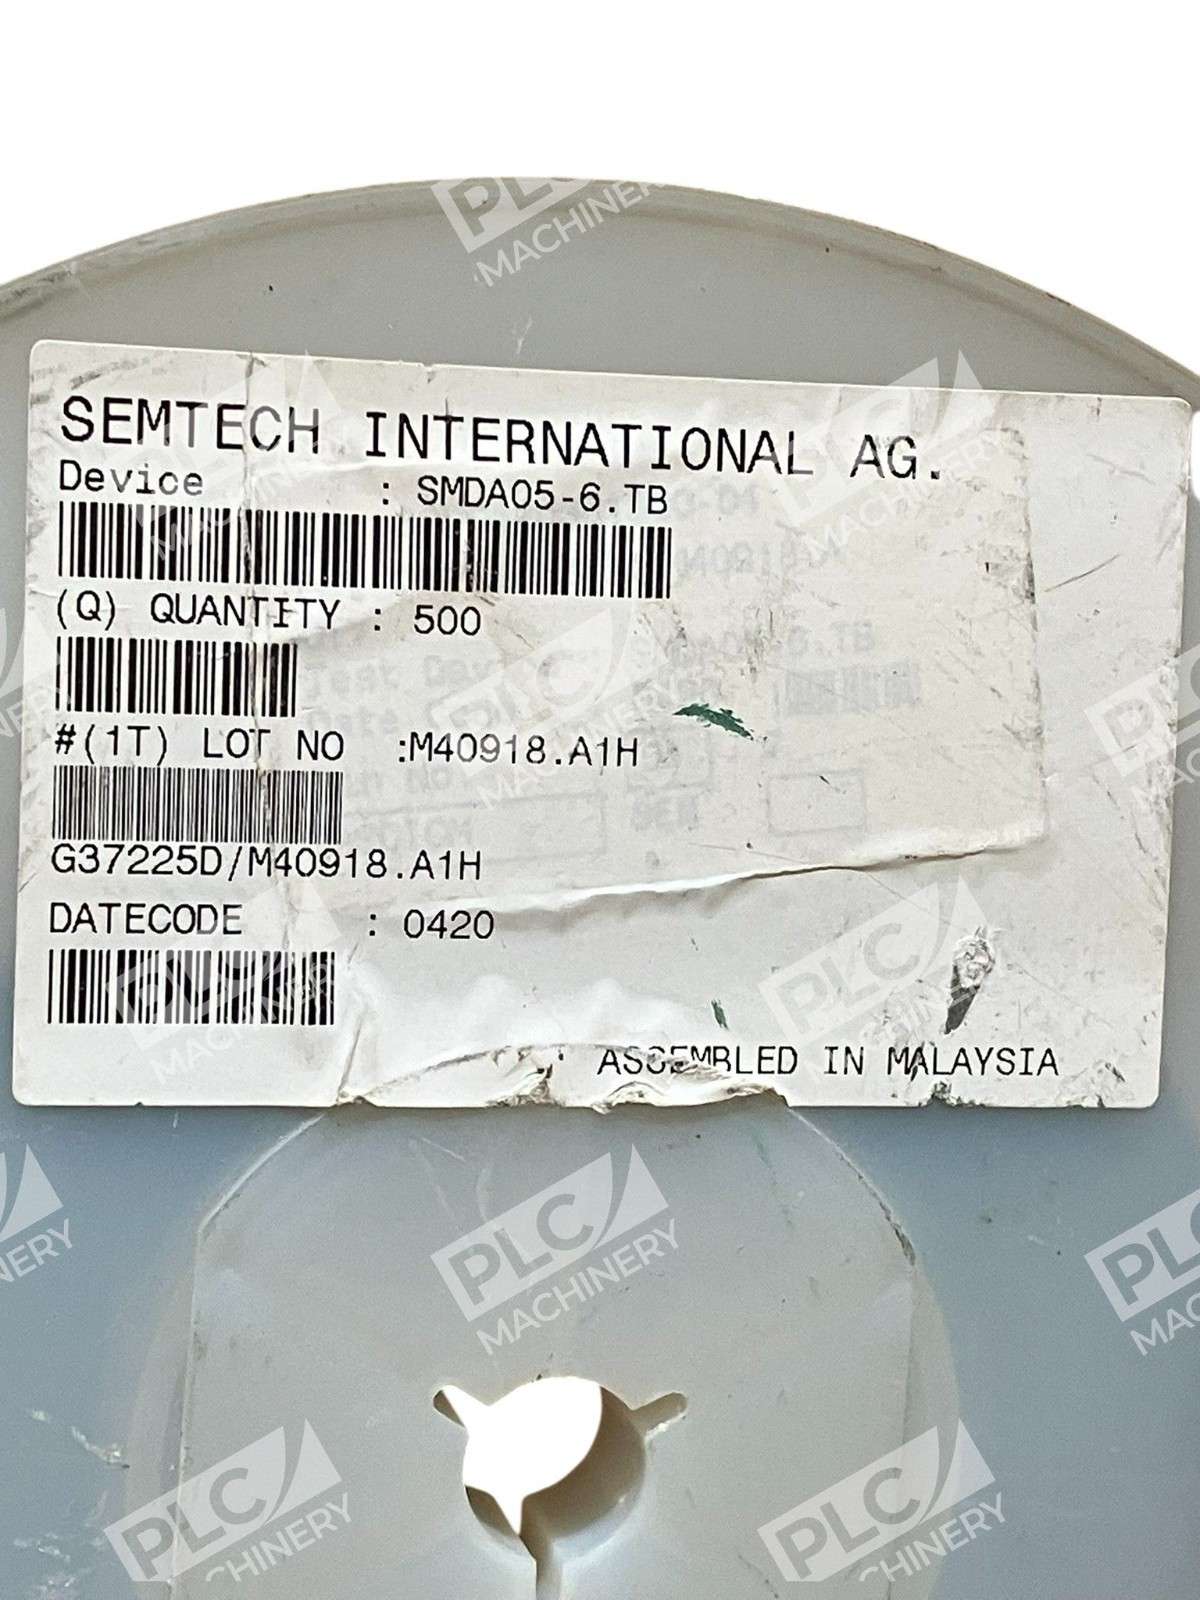 SEMTECH INTERNATIONAL AG.
Device : SMDA05-6.TB
(Q) QUANTITY : 500
#(1T) LOT NO :M40918.A1H
G37225D/M40918.A1H
DATECODE : 0420
ASSEMBLED IN MALAYSIA
PLC MACHINERY